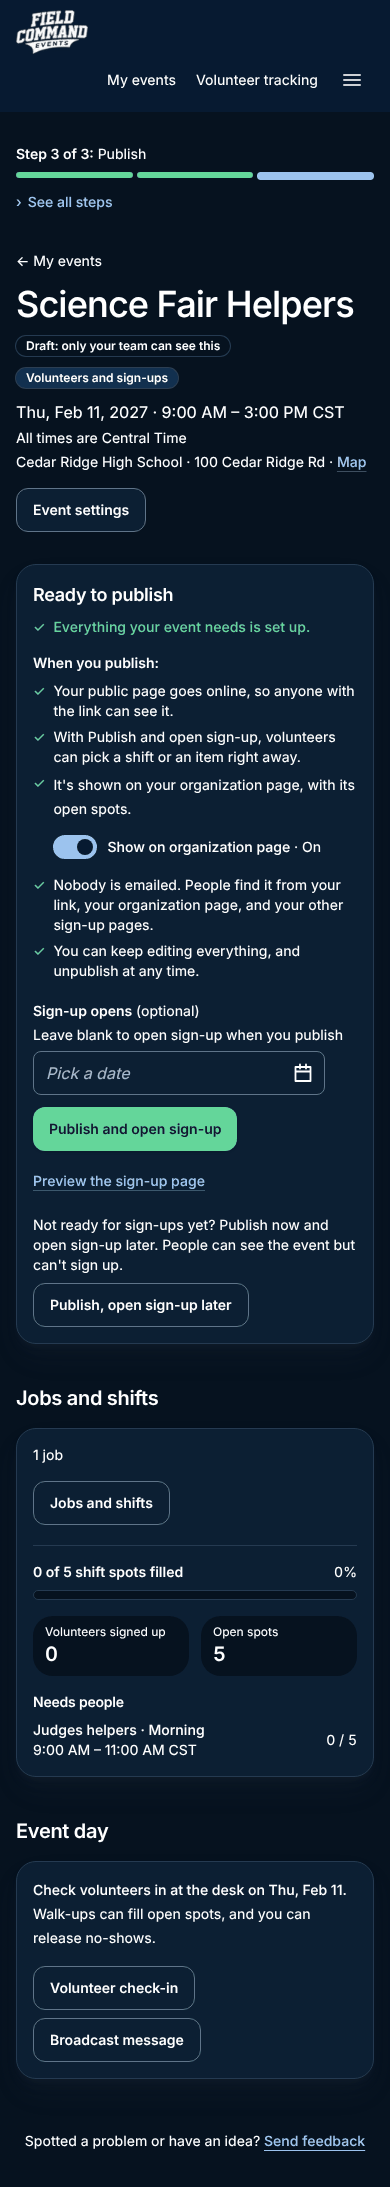 FIELD
COMMAND
EVENTS
My events
Volunteer tracking
Step 3 of 3: Publish
› See all steps
← My events
Science Fair Helpers
Draft: only your team can see this
Volunteers and sign-ups
Thu, Feb 11, 2027 · 9:00 AM – 3:00 PM CST
All times are Central Time
Cedar Ridge High School · 100 Cedar Ridge Rd · Map
Event settings
Ready to publish
✓ Everything your event needs is set up.
When you publish:
✓ Your public page goes online, so anyone with
the link can see it.
✓ With Publish and open sign-up, volunteers
can pick a shift or an item right away.
✓ It's shown on your organization page, with its
open spots.
Show on organization page · On
✓ Nobody is emailed. People find it from your
link, your organization page, and your other
sign-up pages.
✓ You can keep editing everything, and
unpublish at any time.
Sign-up opens (optional)
Leave blank to open sign-up when you publish
Pick a date
Publish and open sign-up
Preview the sign-up page
Not ready for sign-ups yet? Publish now and
open sign-up later. People can see the event but
can't sign up.
Publish, open sign-up later
Jobs and shifts
1 job
Jobs and shifts
0 of 5 shift spots filled 0%
Volunteers signed up
0
Open spots
5
Needs people
Judges helpers · Morning
9:00 AM – 11:00 AM CST
0 / 5
Event day
Check volunteers in at the desk on Thu, Feb 11.
Walk-ups can fill open spots, and you can
release no-shows.
Volunteer check-in
Broadcast message
Spotted a problem or have an idea? Send feedback